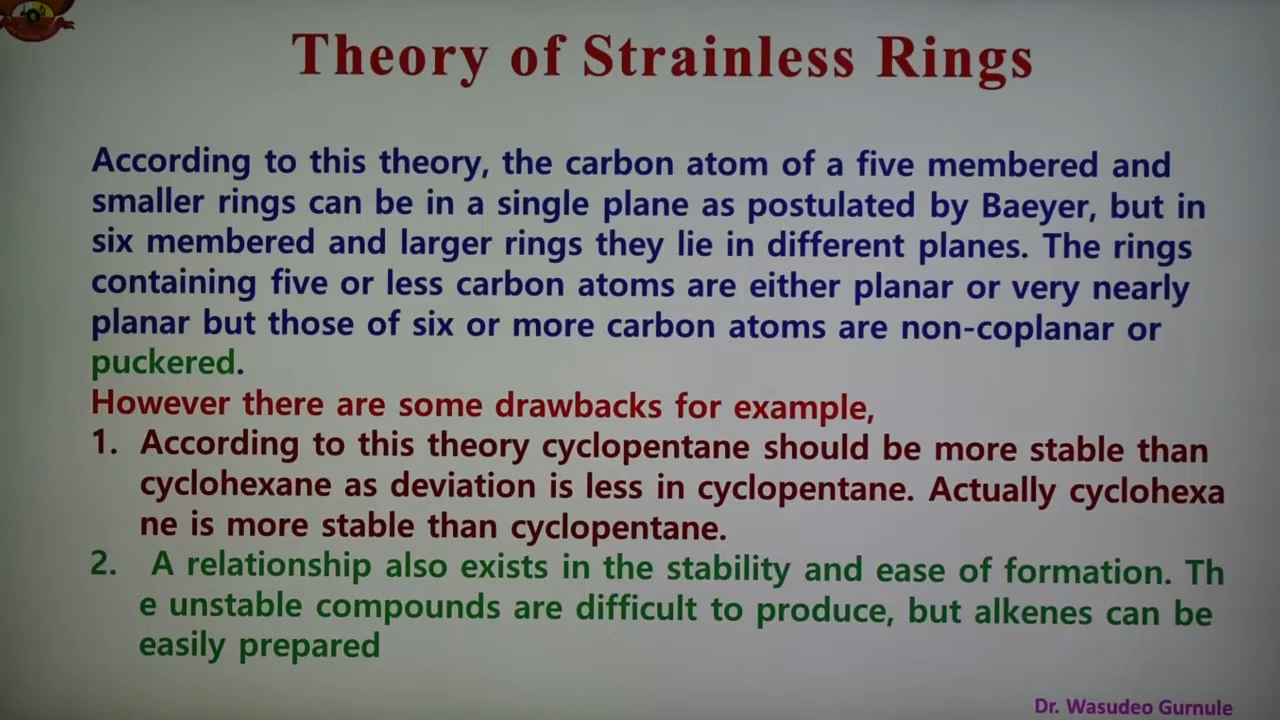 Theory of Strainless Rings
According to this theory, the carbon atom of a five membered and
smaller rings can be in a single plane as postulated by Baeyer, but in
six membered and larger rings they lie in different planes. The rings
containing five or less carbon atoms are either planar or very nearly
planar but those of six or more carbon atoms are non-coplanar or
puckered.
However there are some drawbacks for example,
1. According to this theory cyclopentane should be more stable than
cyclohexane as deviation is less in cyclopentane. Actually cyclohexa
ne is more stable than cyclopentane.
2. A relationship also exists in the stability and ease of formation. Th
e unstable compounds are difficult to produce, but alkenes can be
easily prepared
Dr. Wasudeo Gurnule